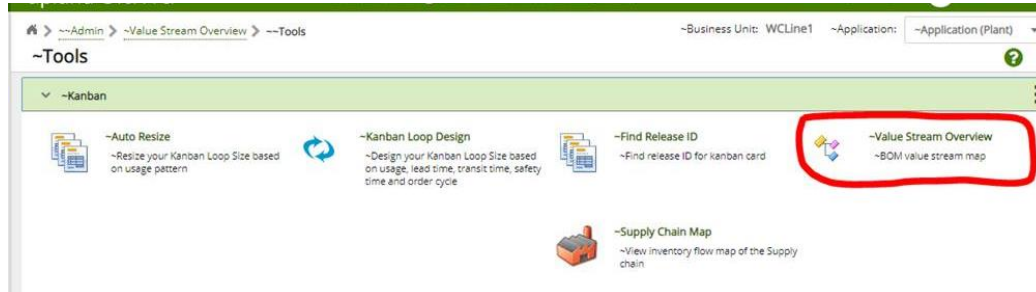 ~~Admin > ~Value Stream Overview > ~~Tools
~Business Unit: WCLine1 ~Application: ~Application (Plant)
~Tools
~Kanban
~Auto Resize
~Resize your Kanban Loop Size based
on usage pattern
~Kanban Loop Design
~Design your Kanban Loop Size based
on usage, lead time, transit time, safety
time and order cycle
~Find Release ID
~Find release ID for kanban card
~Value Stream Overview
~BOM value stream map
~Supply Chain Map
~View inventory flow map of the Supply
chain